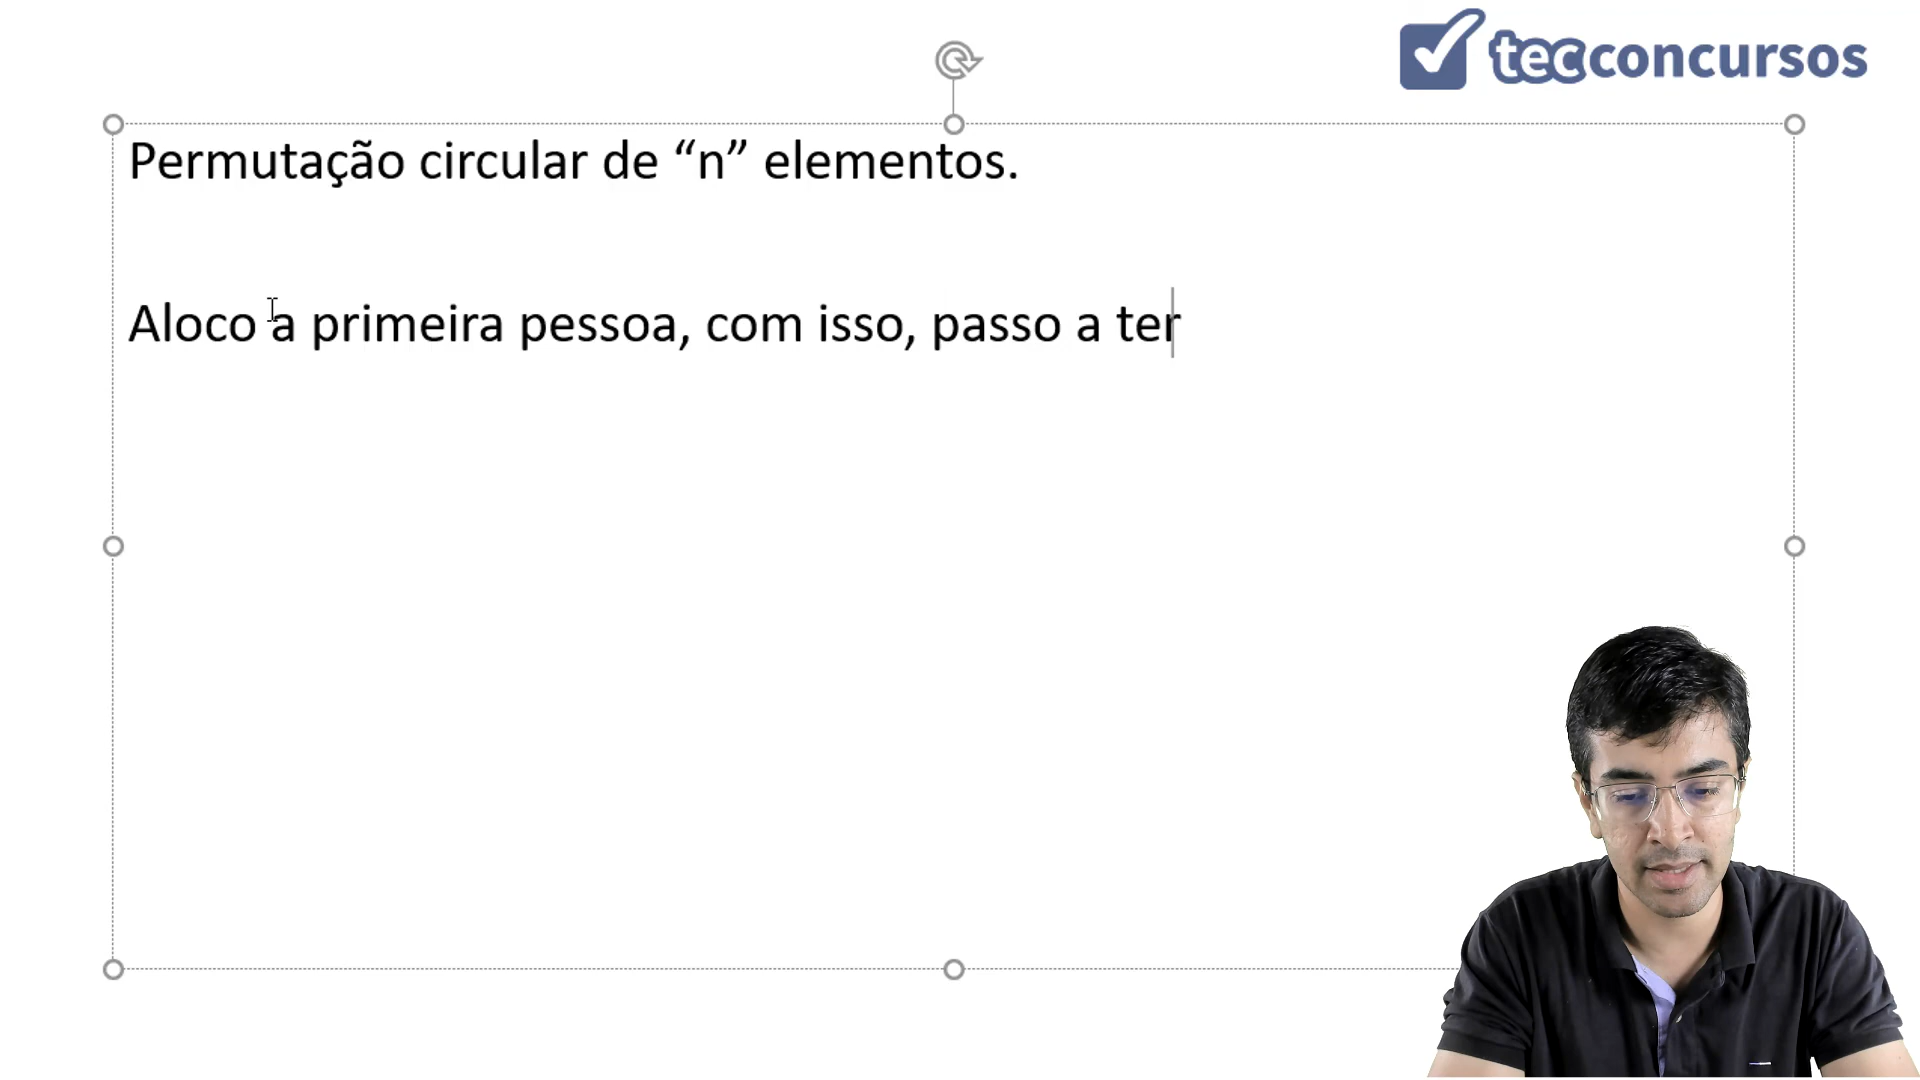 tecconcursos
Permutação circular de “n” elementos.
Aloco a primeira pessoa, com isso, passo a ter